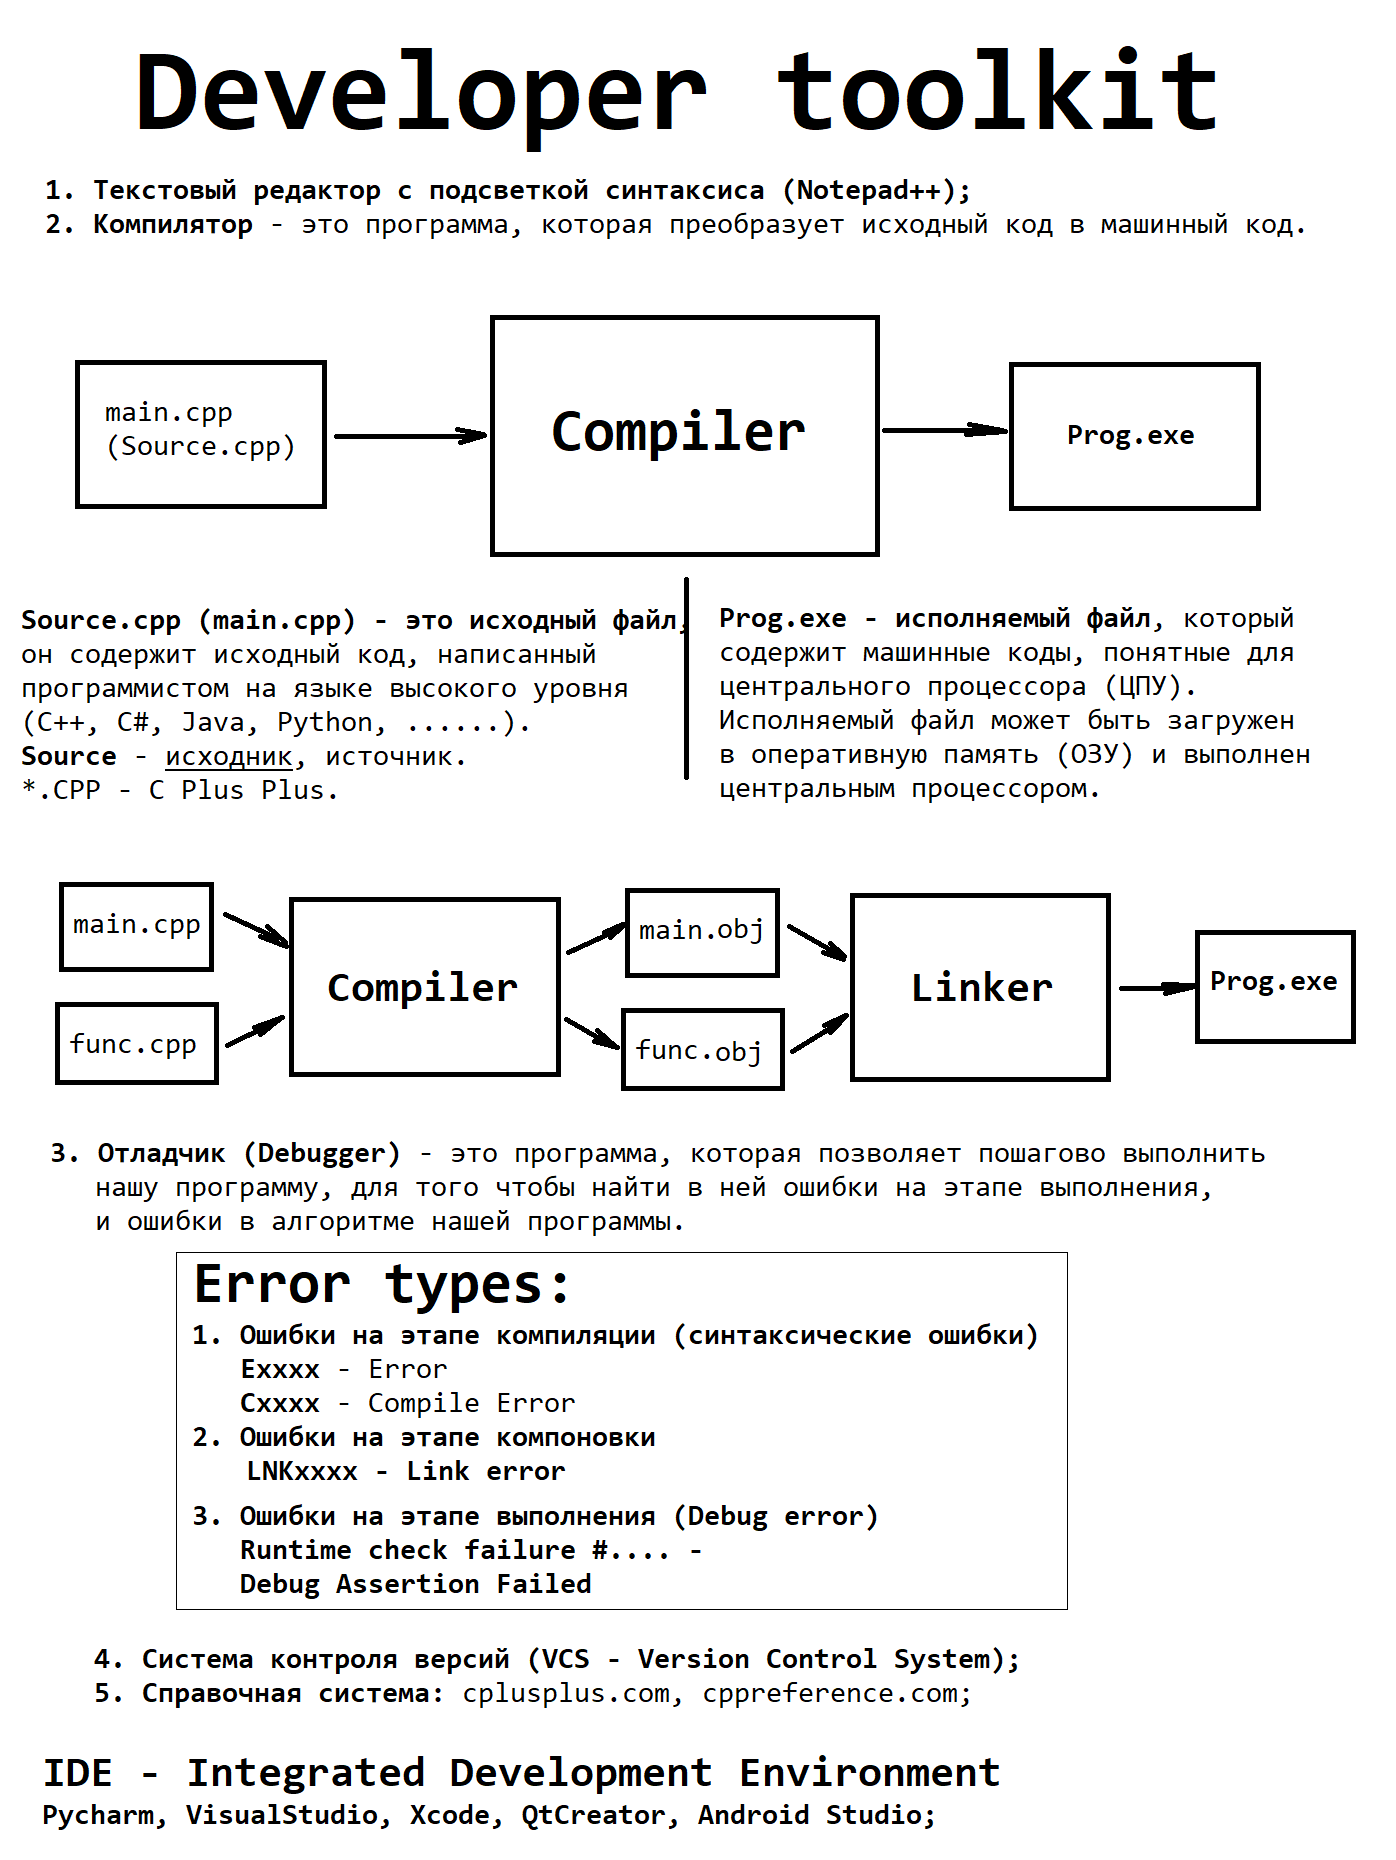 Developer toolkit
1. Текстовый редактор с подсветкой синтаксиса (Notepad++);
2. Компилятор - это программа, которая преобразует исходный код в машинный код.
main.cpp
(Source.cpp)
Compiler
Prog.exe
Source.cpp (main.cpp) - это исходный файл,
он содержит исходный код, написанный
программистом на языке высокого уровня
(C++, C#, Java, Python, ......).
Source - исходник, источник.
*.CPP - C Plus Plus.
Prog.exe - исполняемый файл, который
содержит машинные коды, понятные для
центрального процессора (ЦПУ).
Исполняемый файл может быть загружен
в оперативную память (ОЗУ) и выполнен
центральным процессором.
main.cpp
func.cpp
Compiler
main.obj
func.obj
Linker
Prog.exe
3. Отладчик (Debugger) - это программа, которая позволяет пошагово выполнить
нашу программу, для того чтобы найти в ней ошибки на этапе выполнения,
и ошибки в алгоритме нашей программы.
Error types:
1. Ошибки на этапе компиляции (синтаксические ошибки)
Exxxx - Error
Cxxxx - Compile Error
2. Ошибки на этапе компоновки
LNKxxxx - Link error
3. Ошибки на этапе выполнения (Debug error)
Runtime check failure #.... -
Debug Assertion Failed
4. Система контроля версий (VCS - Version Control System);
5. Справочная система: cplusplus.com, cppreference.com;
IDE - Integrated Development Environment
Pycharm, VisualStudio, Xcode, QtCreator, Android Studio;